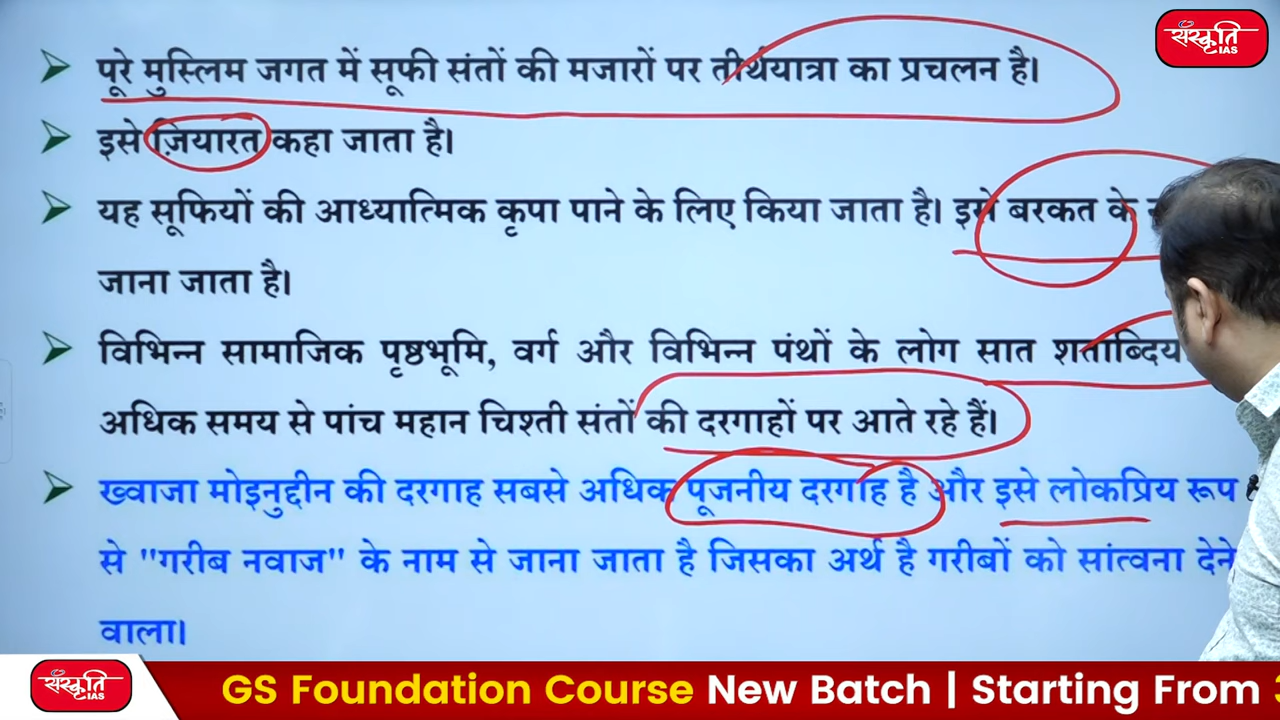 संस्कृति
IAS
पूरे मुस्लिम जगत में सूफी संतों की मजारों पर तीर्थयात्रा का प्रचलन है।
इसे ज़ियारत कहा जाता है।
यह सूफियों की आध्यात्मिक कृपा पाने के लिए किया जाता है। इसे बरकत के
जाना जाता है।
विभिन्न सामाजिक पृष्ठभूमि, वर्ग और विभिन्न पंथों के लोग सात
अधिक समय से पांच महान चिश्ती संतों की दरगाहों पर आते रहे हैं।
ख्वाजा मोइनुद्दीन की दरगाह सबसे अधिक पूजनीय दरगाह है और इसे लोकप्रिय रूप
से "गरीब नवाज" के नाम से जाना जाता है जिसका अर्थ है गरीबों को सांत्वना देने
वाला।
संस्कृति
IAS
GS Foundation Course New Batch | Starting From